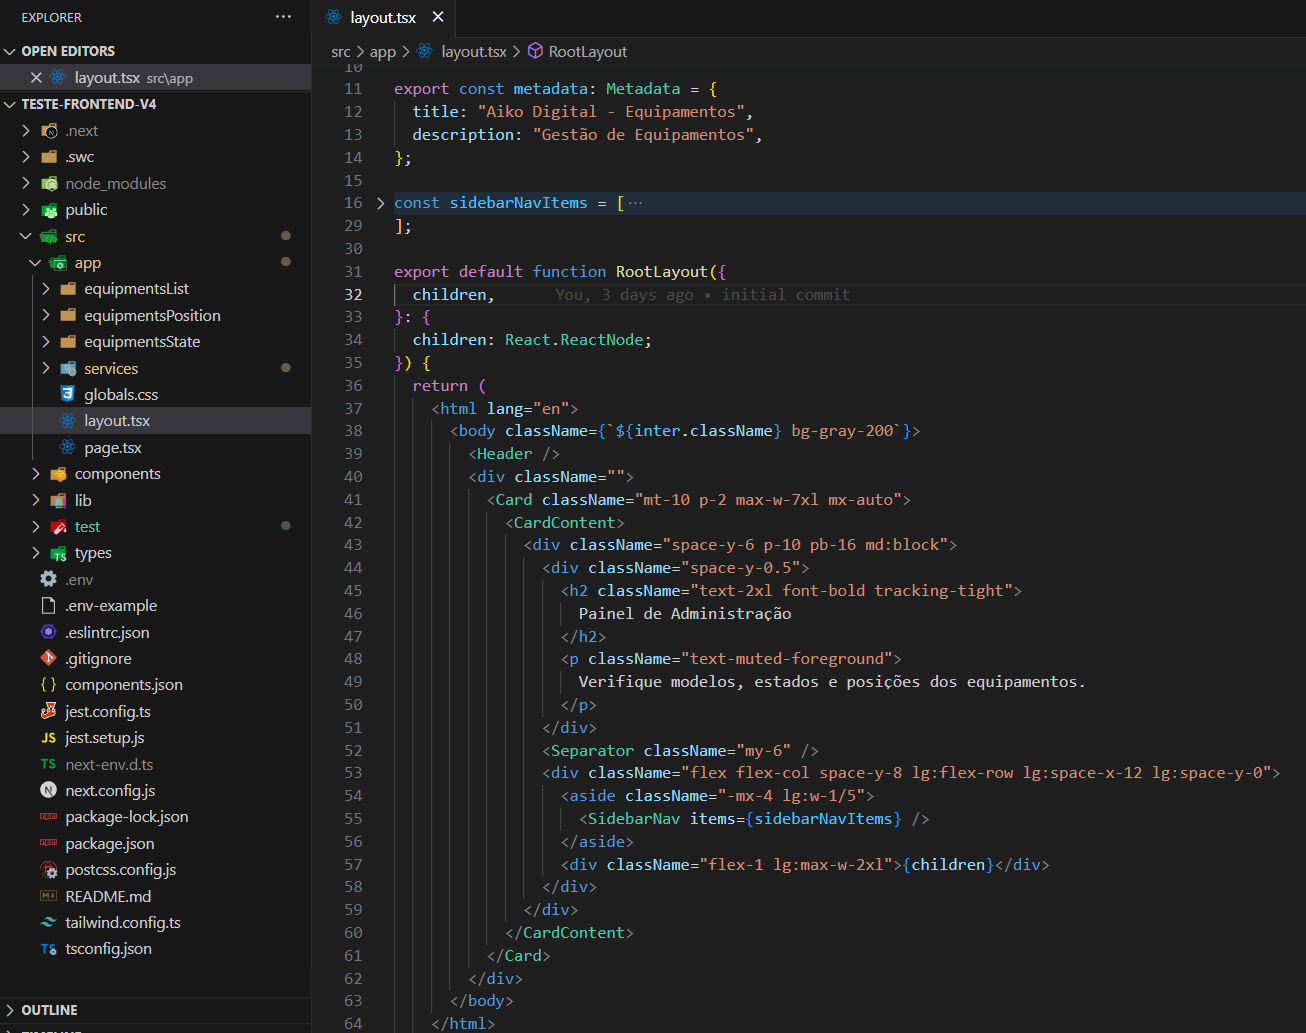 EXPLORER
OPEN EDITORS
layout.tsx src\app
TESTE-FRONTEND-V4
.next
.swc
node_modules
public
src
app
equipmentsList
equipmentsPosition
equipmentsState
services
globals.css
layout.tsx
page.tsx
components
lib
test
types
.env
.env-example
.eslintrc.json
.gitignore
components.json
jest.config.ts
jest.setup.js
next-env.d.ts
next.config.js
package-lock.json
package.json
postcss.config.js
README.md
tailwind.config.ts
tsconfig.json
OUTLINE
TIMELINE
layout.tsx
src > app > layout.tsx > RootLayout
10
11 export const metadata: Metadata = {
12 title: "Aiko Digital - Equipamentos",
13 description: "Gestão de Equipamentos",
14 };
15
16 const sidebarNavItems = [ ···
29 ];
30
31 export default function RootLayout({
32 children, You, 3 days ago • initial commit
33 }: {
34 children: React.ReactNode;
35 }) {
36 return (
37 <html lang="en">
38 <body className={`${inter.className} bg-gray-200`}>
39 <Header />
40 <div className="">
41 <Card className="mt-10 p-2 max-w-7xl mx-auto">
42 <CardContent>
43 <div className="space-y-6 p-10 pb-16 md:block">
44 <div className="space-y-0.5">
45 <h2 className="text-2xl font-bold tracking-tight">
46 Painel de Administração
47 </h2>
48 <p className="text-muted-foreground">
49 Verifique modelos, estados e posições dos equipamentos.
50 </p>
51 </div>
52 <Separator className="my-6" />
53 <div className="flex flex-col space-y-8 lg:flex-row lg:space-x-12 lg:space-y-0">
54 <aside className="-mx-4 lg:w-1/5">
55 <SidebarNav items={sidebarNavItems} />
56 </aside>
57 <div className="flex-1 lg:max-w-2xl">{children}</div>
58 </div>
59 </div>
60 </CardContent>
61 </Card>
62 </div>
63 </body>
64 </html>